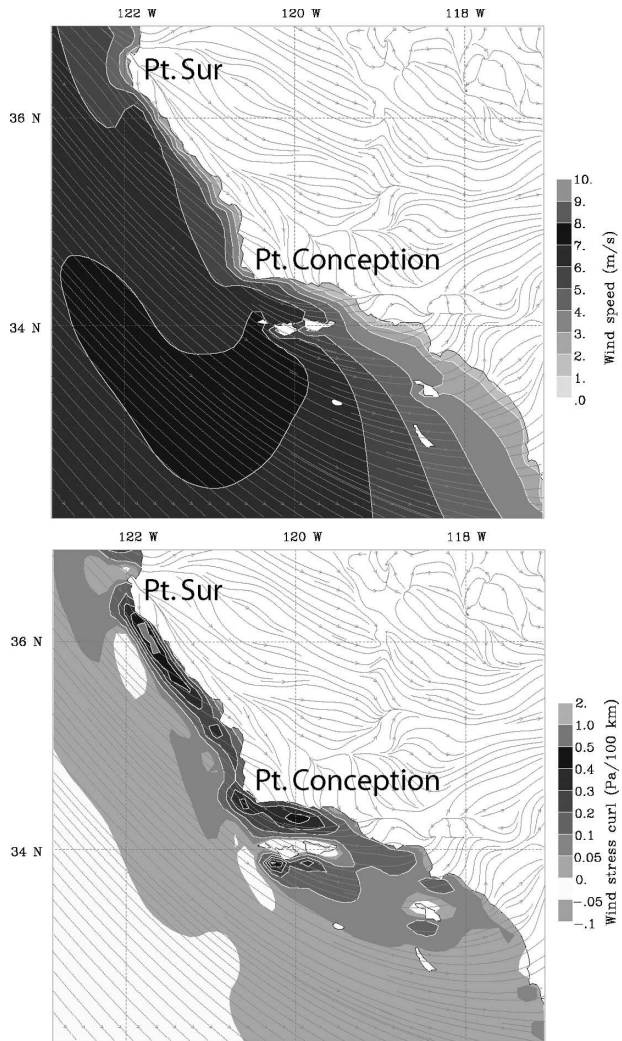 122 W 120 W 118 W
Pt. Sur
36 N
Pt. Conception
34 N
10.
9.
8.
7.
6.
5.
4.
3.
2.
1.
.0
Wind speed (m/s)
122 W 120 W 118 W
Pt. Sur
36 N
Pt. Conception
34 N
2.
1.0
0.5
0.4
0.3
0.2
0.1
0.05
0.
-.05
-.1
Wind stress curl (Pa/100 km)